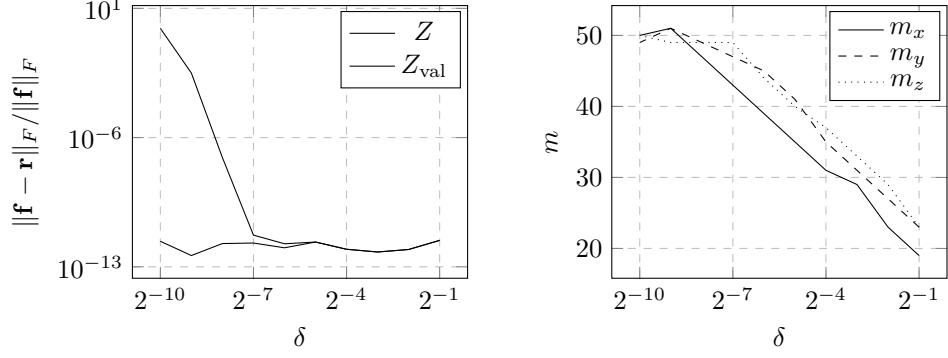 ‖f − r‖_F/‖f‖_F
10^1
10^−6
10^−13
2^−10
2^−7
2^−4
2^−1
δ
Z
Z_val
m
50
40
30
20
2^−10
2^−7
2^−4
2^−1
δ
m_x
m_y
m_z